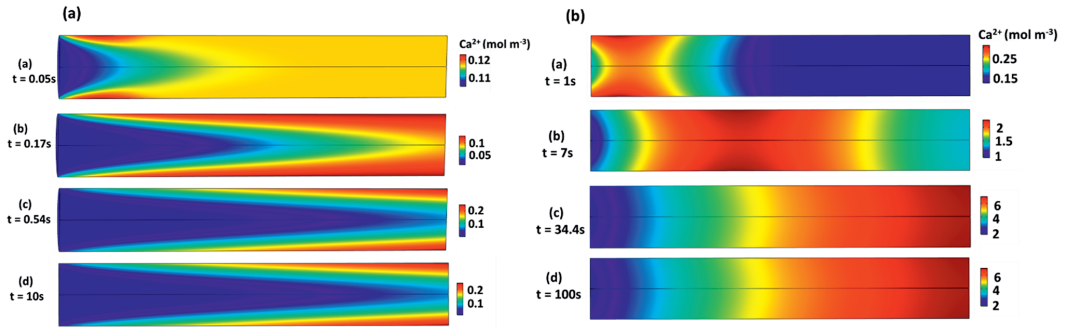 (a)
Ca²⁺ (mol m⁻³)
(a)
t = 0.05s
0.12
0.11
(b)
t = 0.17s
0.1
0.05
(c)
t = 0.54s
0.2
0.1
(d)
t = 10s
0.2
0.1
(b)
Ca²⁺ (mol m⁻³)
(a)
t = 1s
0.25
0.15
(b)
t = 7s
2
1.5
1
(c)
t = 34.4s
6
4
2
(d)
t = 100s
6
4
2